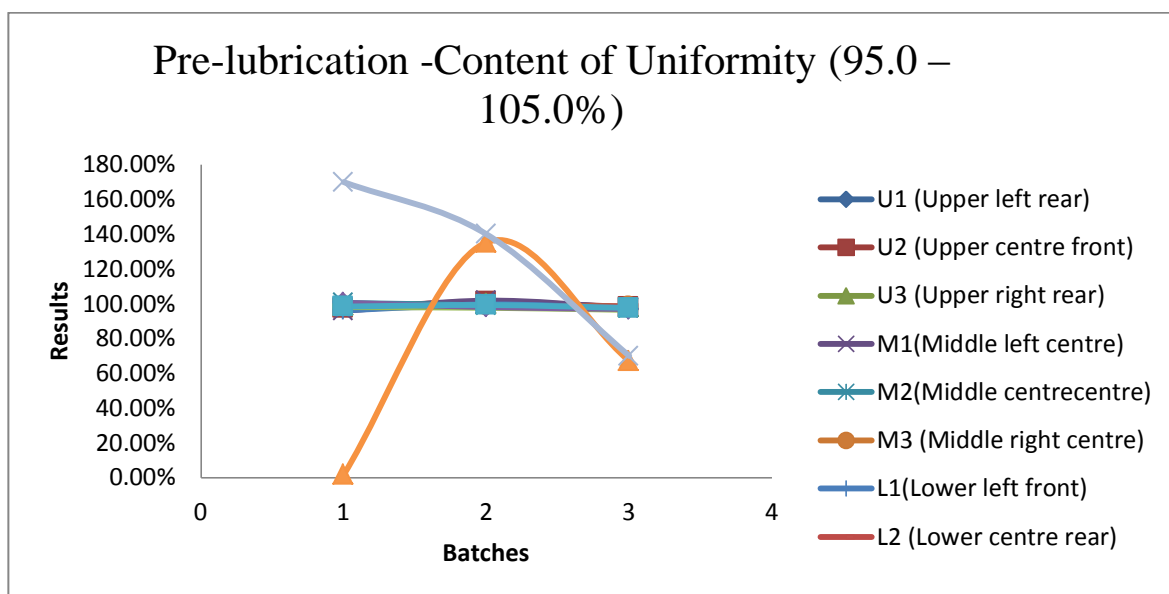 Pre-lubrication -Content of Uniformity (95.0 –
105.0%)
180.00%
160.00%
140.00%
120.00%
100.00%
80.00%
60.00%
40.00%
20.00%
0.00%
0
1
2
3
4
Results
Batches
U1 (Upper left rear)
U2 (Upper centre front)
U3 (Upper right rear)
M1(Middle left centre)
M2(Middle centrecentre)
M3 (Middle right centre)
L1(Lower left front)
L2 (Lower centre rear)